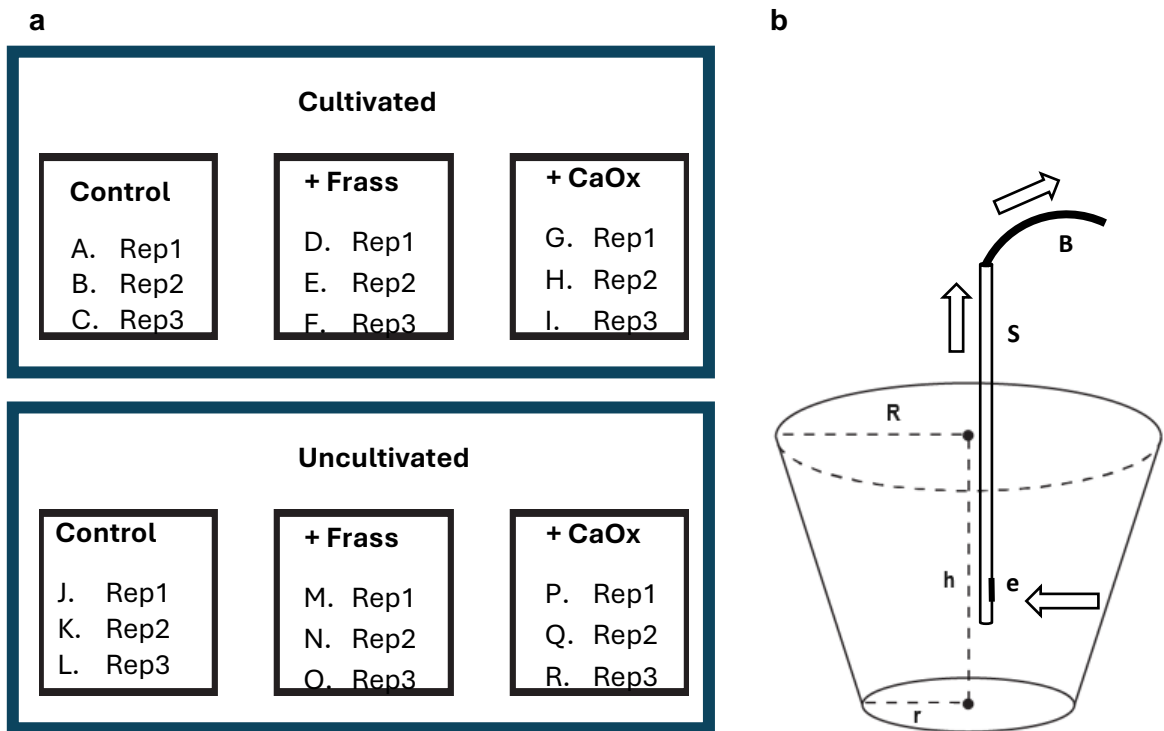 a
Cultivated
Control
A. Rep1
B. Rep2
C. Rep3
+ Frass
D. Rep1
E. Rep2
F. Rep3
+ CaOx
G. Rep1
H. Rep2
I. Rep3
Uncultivated
Control
J. Rep1
K. Rep2
L. Rep3
+ Frass
M. Rep1
N. Rep2
O. Rep3
+ CaOx
P. Rep1
Q. Rep2
R. Rep3
b
B
S
R
h
e
r